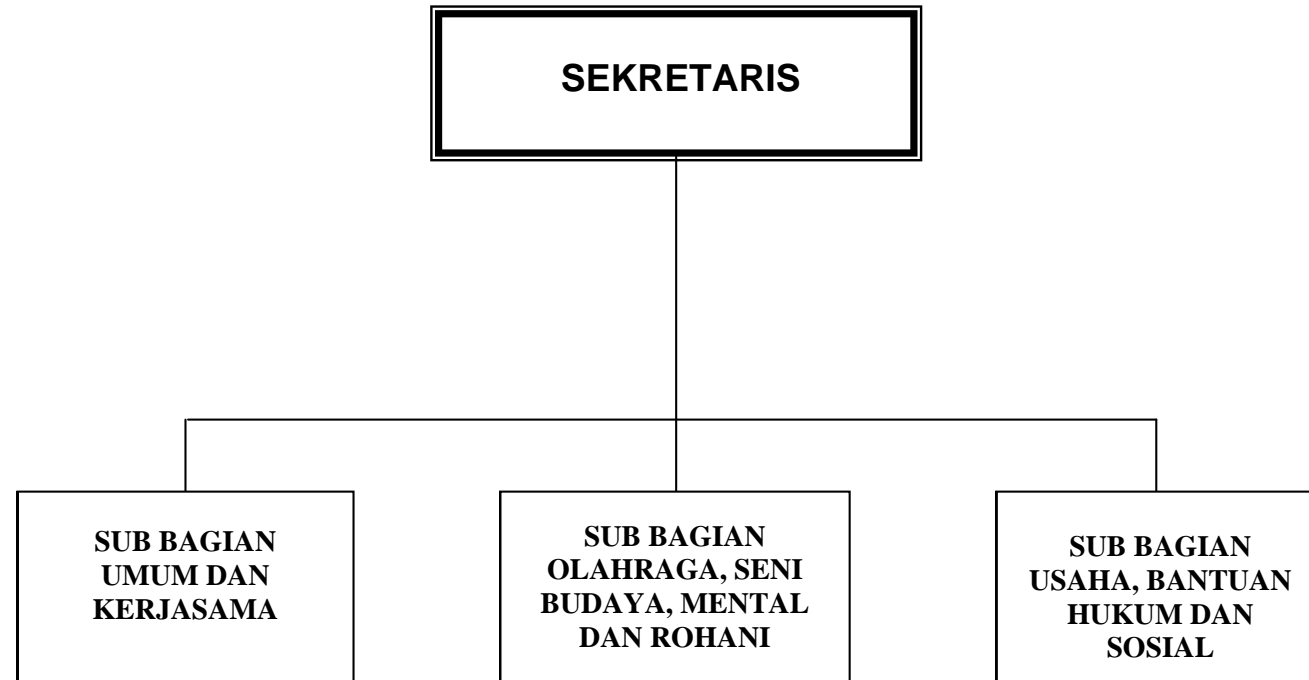 SEKRETARIS
SUB BAGIAN
UMUM DAN
KERJASAMA
SUB BAGIAN
OLAHRAGA, SENI
BUDAYA, MENTAL
DAN ROHANI
SUB BAGIAN
USAHA, BANTUAN
HUKUM DAN
SOSIAL